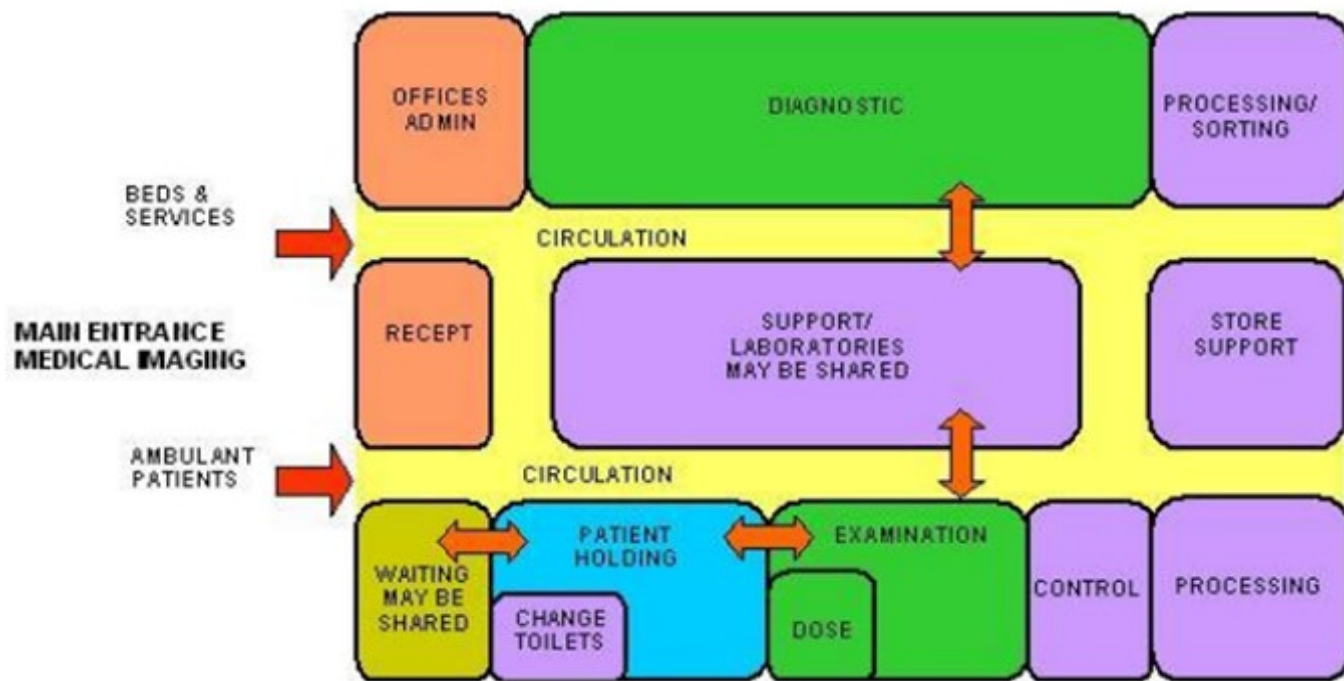 OFFICES
ADMIN
DIAGNOSTIC
PROCESSING/
SORTING
BEDS &
SERVICES
CIRCULATION
MAIN ENTRANCE
MEDICAL IMAGING
RECEPT
SUPPORT/
LABORATORIES
MAY BE SHARED
STORE
SUPPORT
AMBULANT
PATIENTS
CIRCULATION
WAITING
MAY BE
SHARED
PATIENT
HOLDING
CHANGE
TOILETS
EXAMINATION
DOSE
CONTROL
PROCESSING